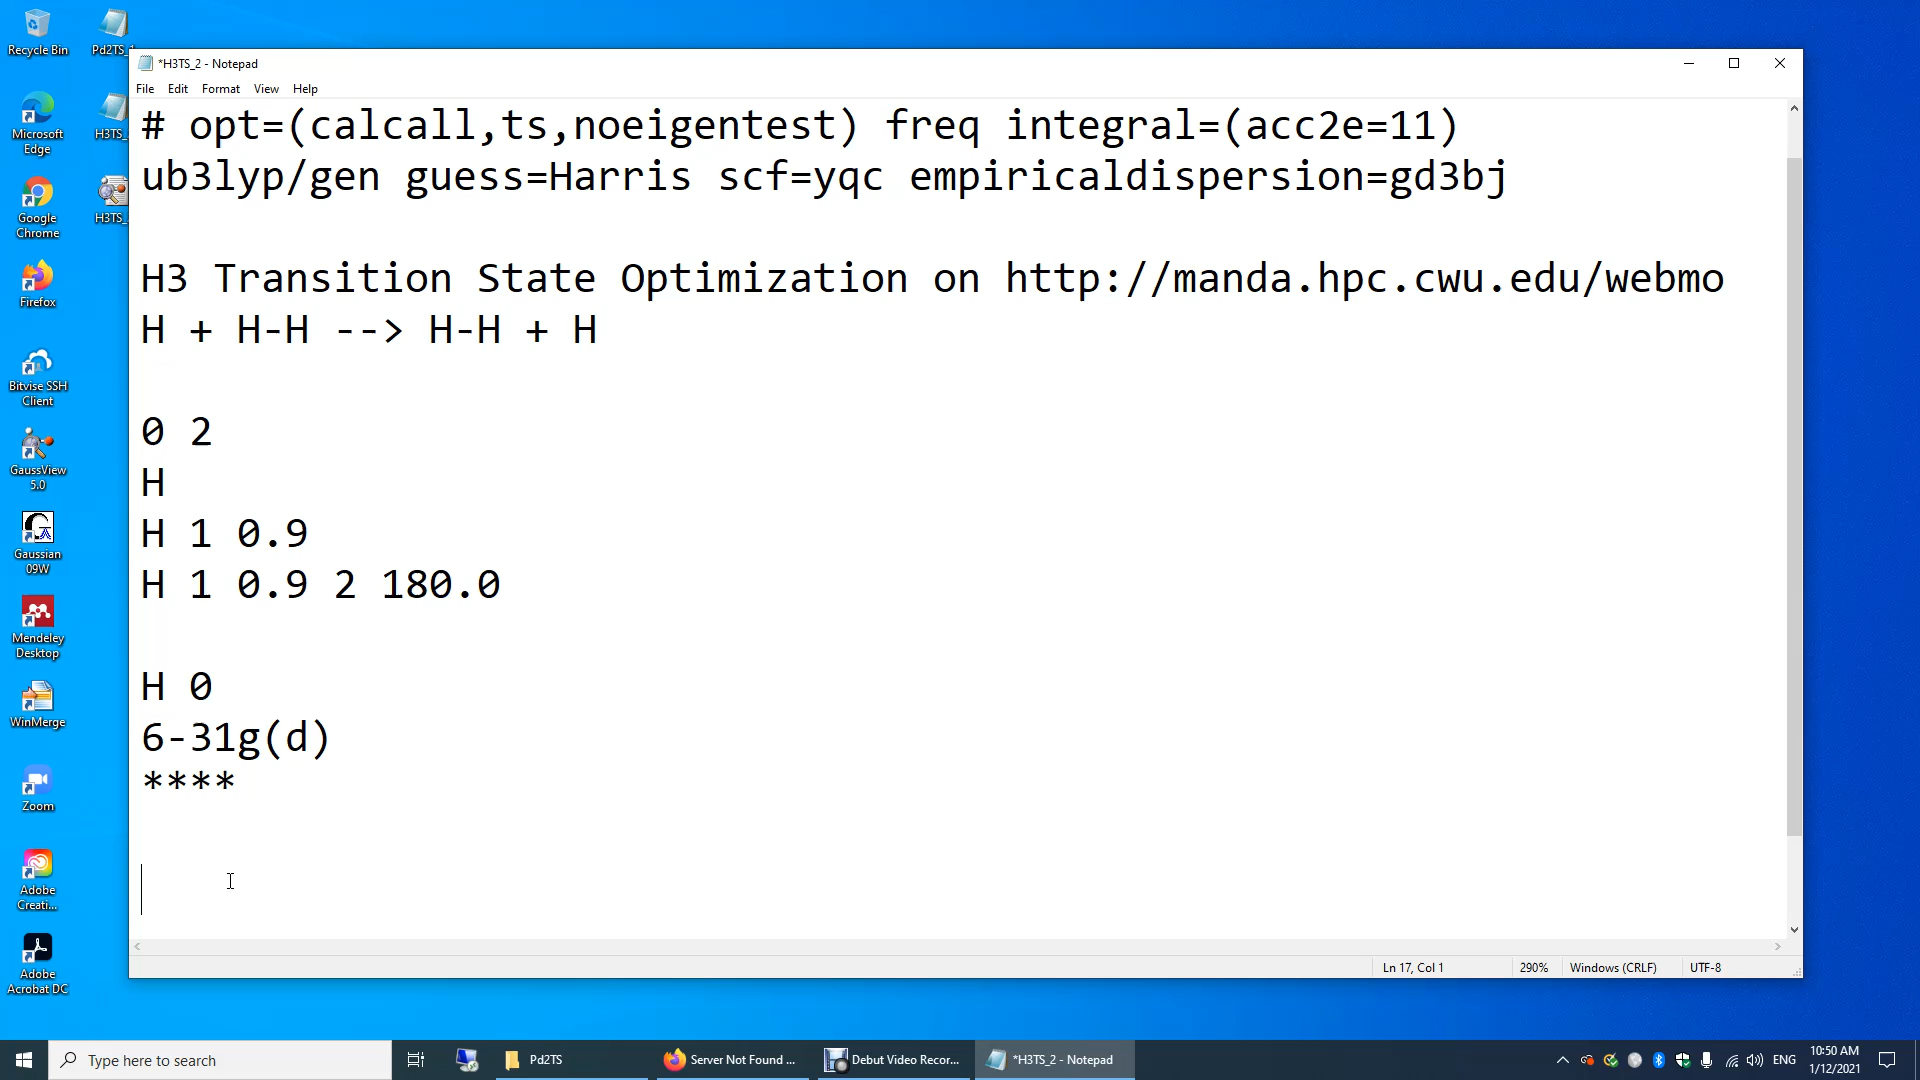 Recycle Bin
Pd2TS_1
Microsoft
Edge
H3TS_
Google
Chrome
H3TS_
Firefox
Bitvise SSH
Client
GaussView
5.0
Gaussian
09W
Mendeley
Desktop
WinMerge
Zoom
Adobe
Creati...
Adobe
Acrobat DC
*H3TS_2 - Notepad
File Edit Format View Help
# opt=(calcall,ts,noeigentest) freq integral=(acc2e=11)
ub3lyp/gen guess=Harris scf=yqc empiricaldispersion=gd3bj
H3 Transition State Optimization on http://manda.hpc.cwu.edu/webmo
H + H-H --> H-H + H
0 2
H
H 1 0.9
H 1 0.9 2 180.0
H 0
6-31g(d)
****
Ln 17, Col 1 290% Windows (CRLF) UTF-8
Type here to search
Pd2TS
Server Not Found ...
Debut Video Recor...
*H3TS_2 - Notepad
ENG
10:50 AM
1/12/2021